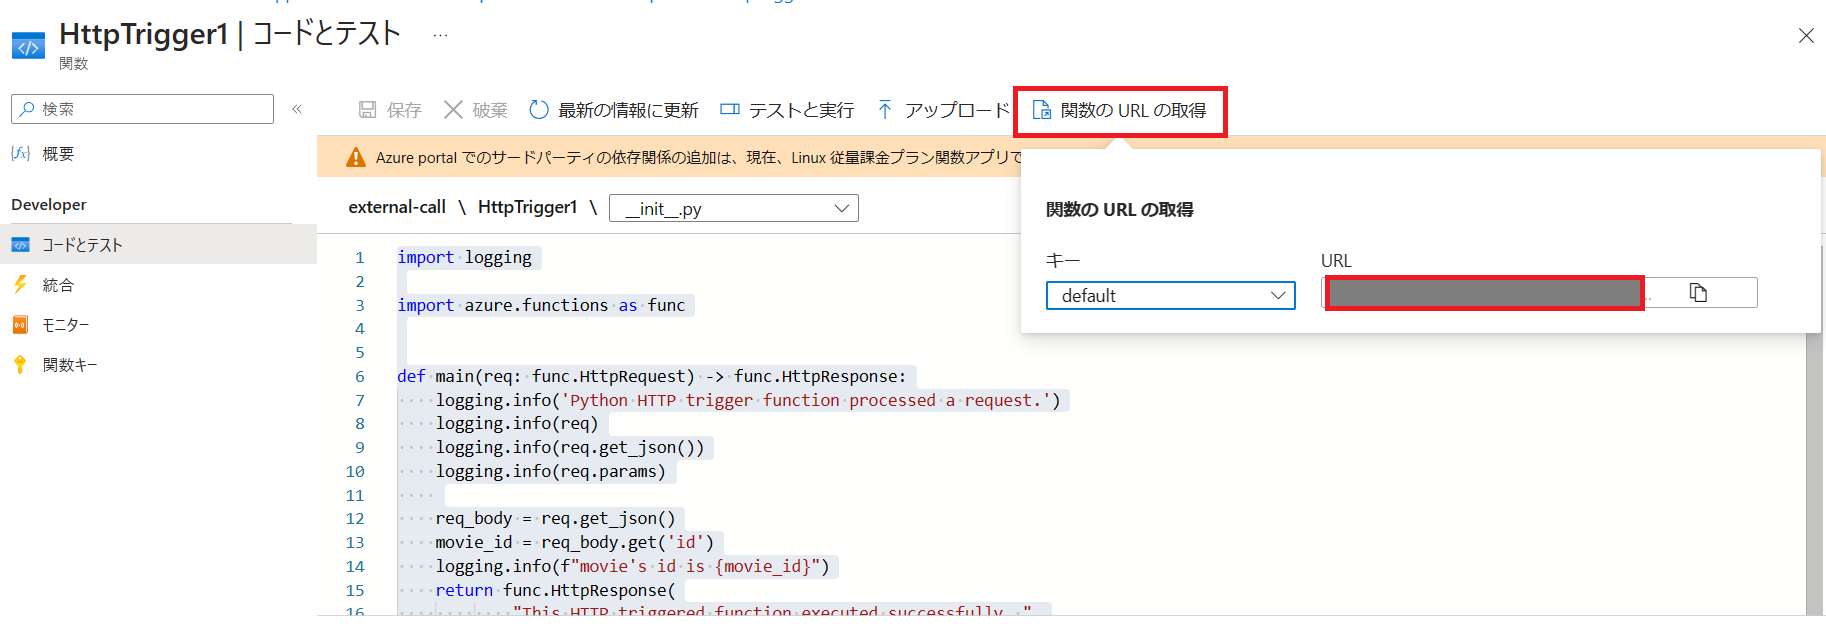 HttpTrigger1 | コードとテスト ...
関数
検索
«
保存
破棄
最新の情報に更新
テストと実行
アップロード
関数の URL の取得
概要
Developer
コードとテスト
統合
モニター
関数キー
Azure portal でのサードパーティの依存関係の追加は、現在、Linux 従量課金プラン関数アプリで
external-call \ HttpTrigger1 \ __init__.py
関数の URL の取得
キー
default
URL
1 import logging
2
3 import azure.functions as func
4
5
6 def main(req: func.HttpRequest) -> func.HttpResponse:
7 logging.info('Python HTTP trigger function processed a request.')
8 logging.info(req)
9 logging.info(req.get_json())
10 logging.info(req.params)
11
12 req_body = req.get_json()
13 movie_id = req_body.get('id')
14 logging.info(f"movie's id is {movie_id}")
15 return func.HttpResponse(
16 "This HTTP triggered function executed successfully. "